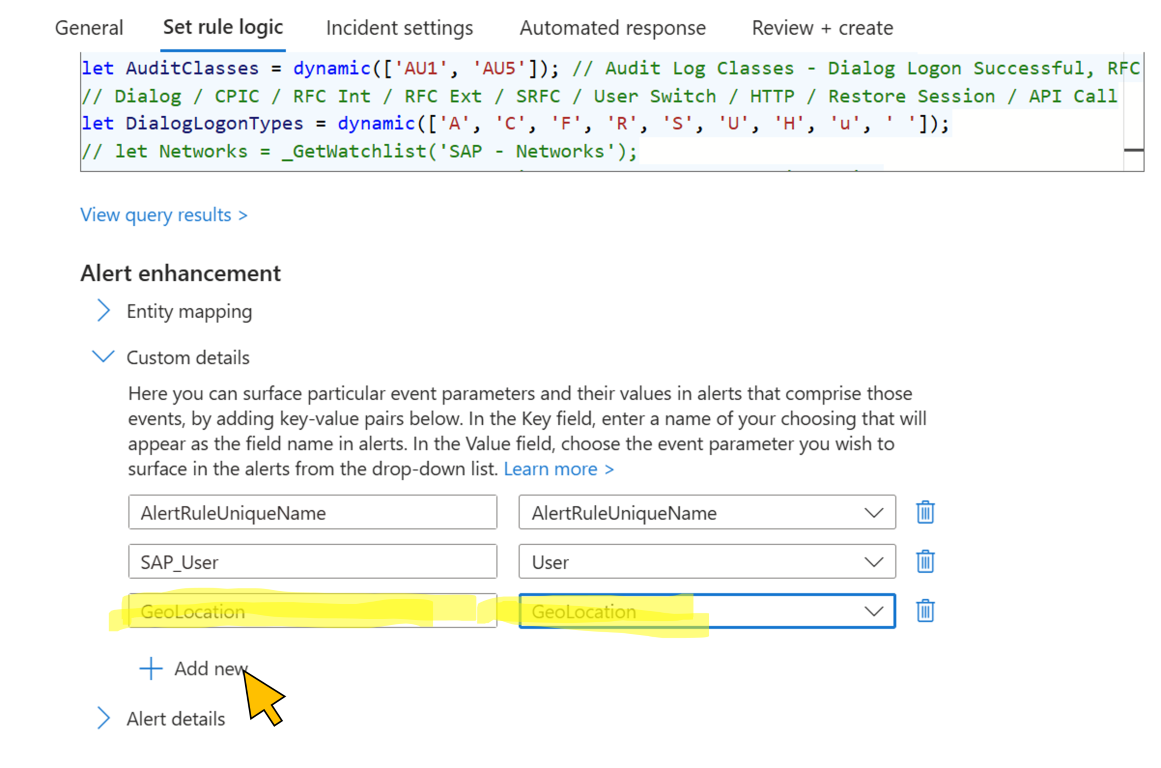 General Set rule logic Incident settings Automated response Review + create
let AuditClasses = dynamic(['AU1', 'AU5']); // Audit Log Classes - Dialog Logon Successful, RFC
// Dialog / CPIC / RFC Int / RFC Ext / SRFC / User Switch / HTTP / Restore Session / API Call
let DialogLogonTypes = dynamic(['A', 'C', 'F', 'R', 'S', 'U', 'H', 'u', ' ']);
// let Networks = _GetWatchlist('SAP - Networks');
View query results >
Alert enhancement
Entity mapping
Custom details
Here you can surface particular event parameters and their values in alerts that comprise those
events, by adding key-value pairs below. In the Key field, enter a name of your choosing that will
appear as the field name in alerts. In the Value field, choose the event parameter you wish to
surface in the alerts from the drop-down list. Learn more >
AlertRuleUniqueName AlertRuleUniqueName
SAP_User User
GeoLocation GeoLocation
+ Add new
Alert details